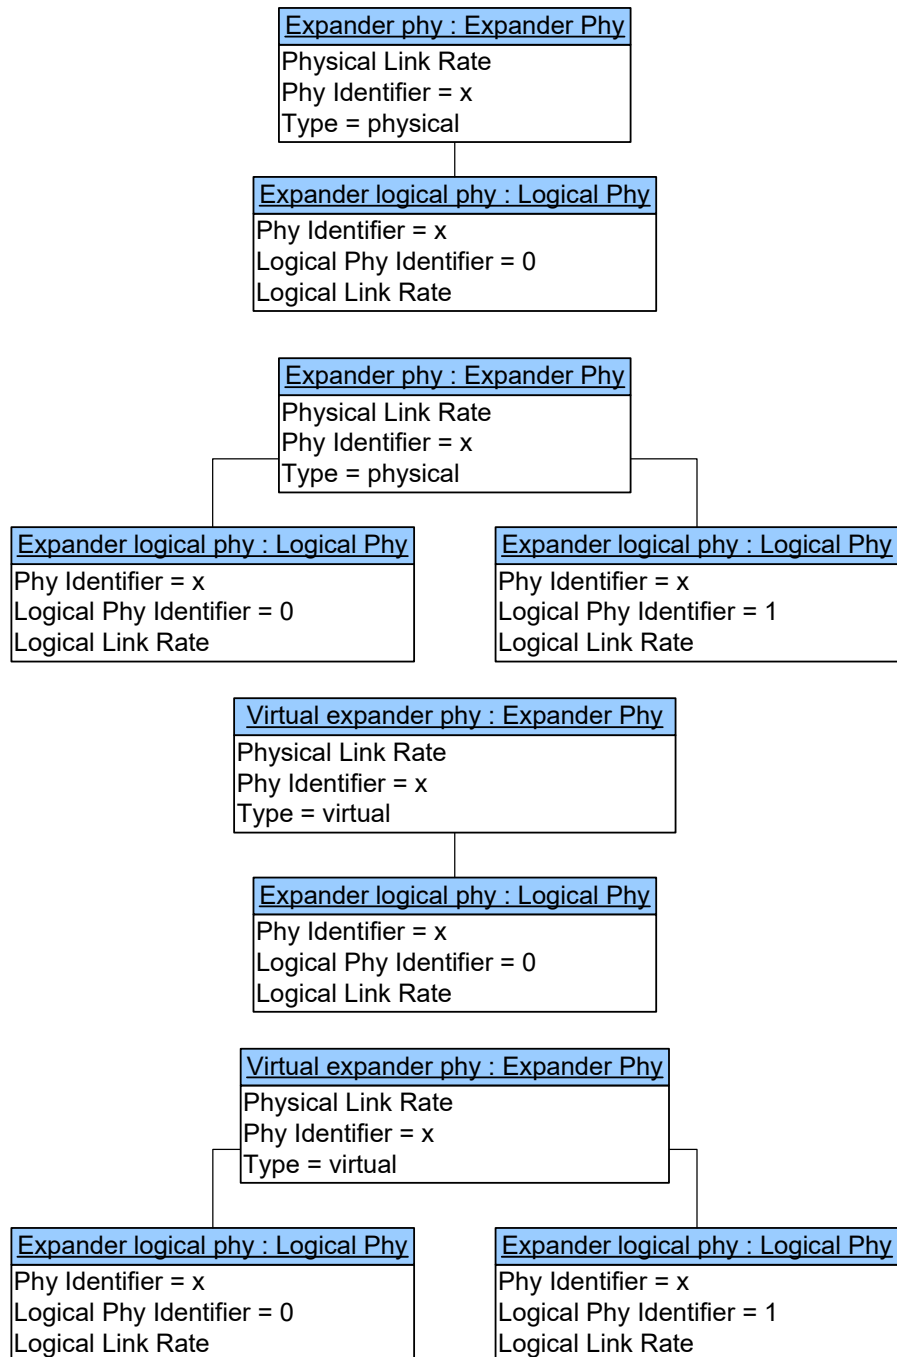 Expander phy : Expander Phy
Physical Link Rate
Phy Identifier = x
Type = physical
Expander logical phy : Logical Phy
Phy Identifier = x
Logical Phy Identifier = 0
Logical Link Rate
Expander phy : Expander Phy
Physical Link Rate
Phy Identifier = x
Type = physical
Expander logical phy : Logical Phy
Phy Identifier = x
Logical Phy Identifier = 0
Logical Link Rate
Expander logical phy : Logical Phy
Phy Identifier = x
Logical Phy Identifier = 1
Logical Link Rate
Virtual expander phy : Expander Phy
Physical Link Rate
Phy Identifier = x
Type = virtual
Expander logical phy : Logical Phy
Phy Identifier = x
Logical Phy Identifier = 0
Logical Link Rate
Virtual expander phy : Expander Phy
Physical Link Rate
Phy Identifier = x
Type = virtual
Expander logical phy : Logical Phy
Phy Identifier = x
Logical Phy Identifier = 0
Logical Link Rate
Expander logical phy : Logical Phy
Phy Identifier = x
Logical Phy Identifier = 1
Logical Link Rate